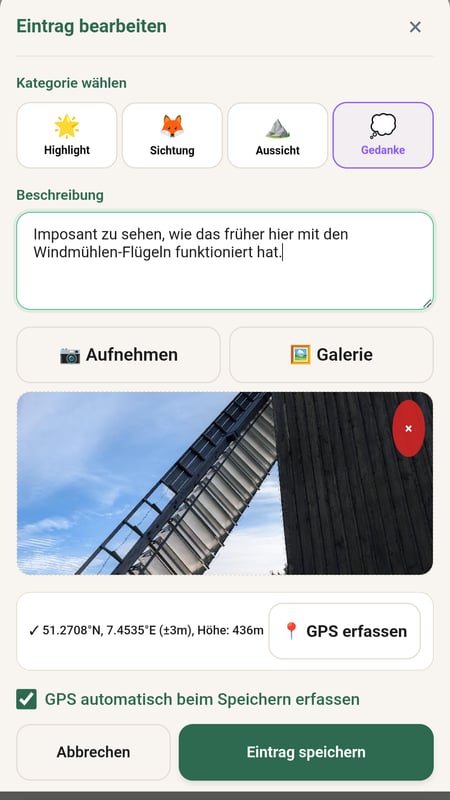 Eintrag bearbeiten
×
Kategorie wählen
Highlight
Sichtung
Aussicht
Gedanke
Beschreibung
Imposant zu sehen, wie das früher hier mit den
Windmühlen-Flügeln funktioniert hat.
📷 Aufnehmen
🖼️ Galerie
×
✓ 51.2708°N, 7.4535°E (±3m), Höhe: 436m
📍 GPS erfassen
GPS automatisch beim Speichern erfassen
Abbrechen
Eintrag speichern